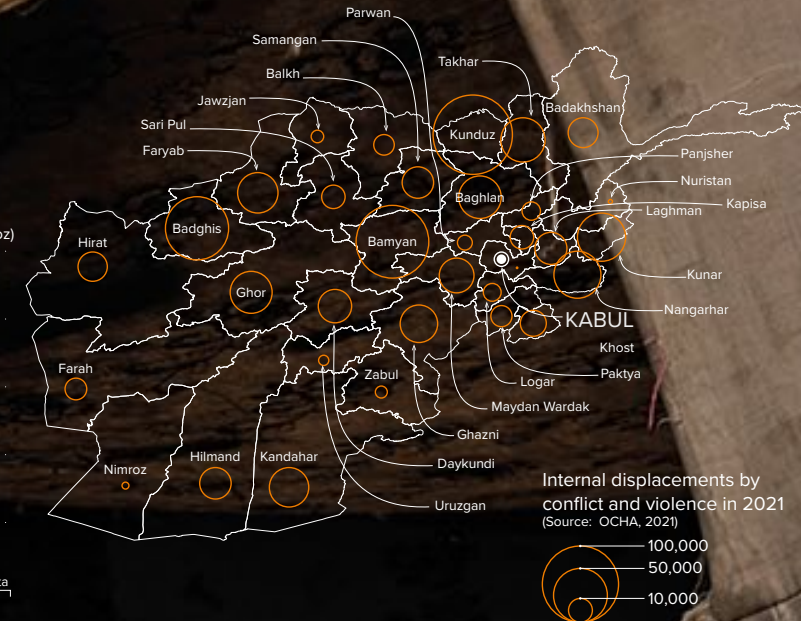 Parwan
Samangan
Takhar
Balkh
Jawzjan
Badakhshan
Sari Pul
Kunduz
Faryab
Panjsher
Nuristan
Baghlan
Kapisa
Laghman
Badghis
oz)
Hirat
Bamyan
Kunar
Ghor
Nangarhar
KABUL
Khost
Farah
Zabul
Paktya
Logar
Maydan Wardak
Ghazni
Hilmand
Kandahar
Daykundi
Nimroz
Uruzgan
Internal displacements by
conflict and violence in 2021
(Source: OCHA, 2021)
100,000
50,000
10,000